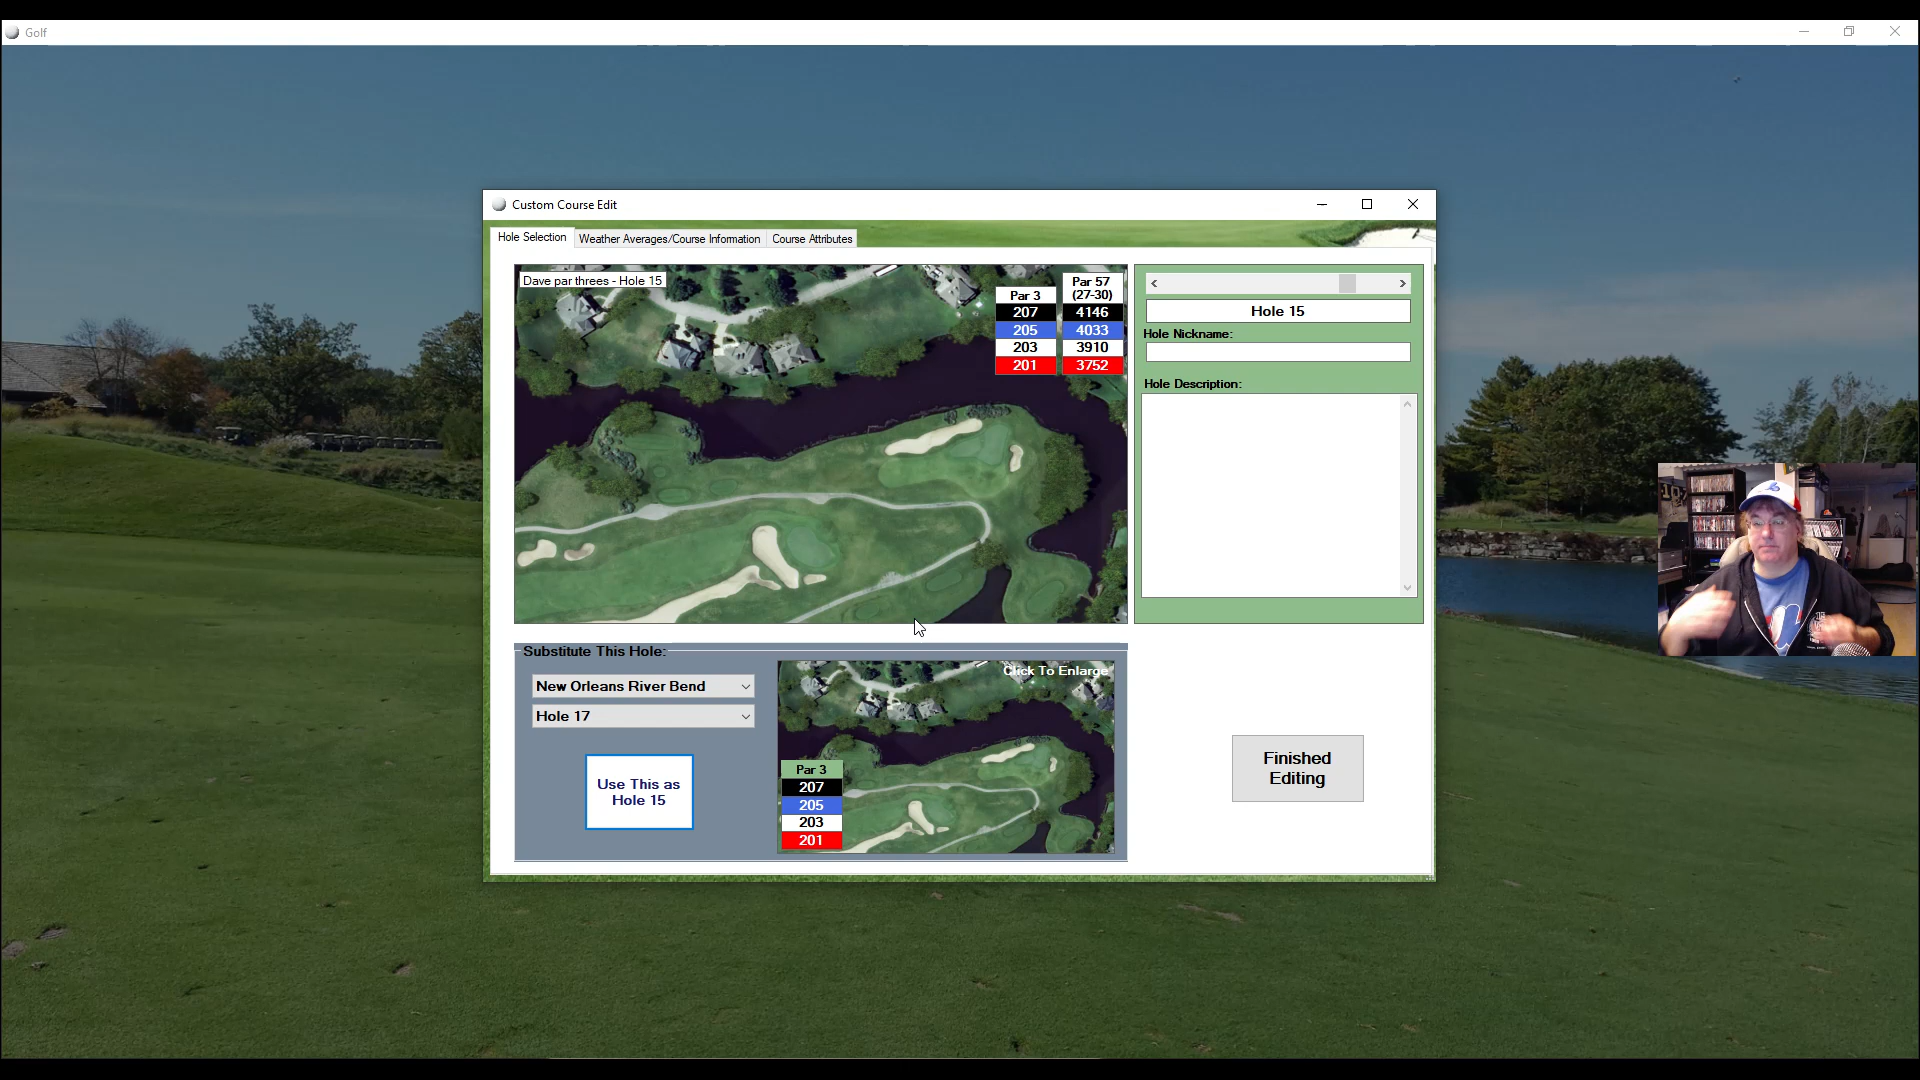 Golf
Custom Course Edit
Hole Selection
Weather Averages/Course Information
Course Attributes
Dave par threes - Hole 15
Par 3
207
205
203
201
Par 57
(27-30)
4146
4033
3910
3752
Hole 15
Hole Nickname:
Hole Description:
Substitute This Hole:
New Orleans River Bend
Hole 17
Use This as
Hole 15
Click To Enlarge
Par 3
207
205
203
201
Finished
Editing